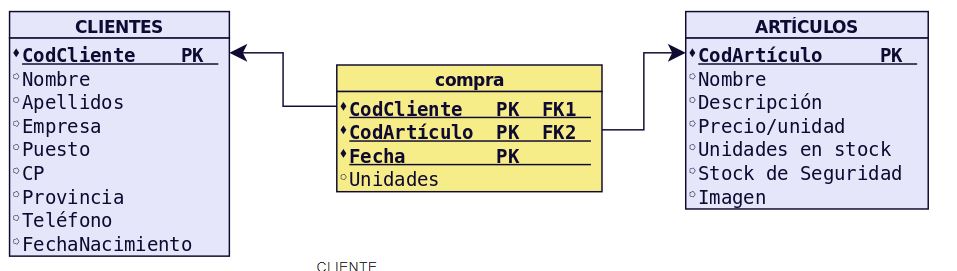 CLIENTES
CodCliente PK
Nombre
Apellidos
Empresa
Puesto
CP
Provincia
Teléfono
FechaNacimiento
compra
CodCliente PK FK1
CodArtículo PK FK2
Fecha PK
Unidades
ARTÍCULOS
CodArtículo PK
Nombre
Descripción
Precio/unidad
Unidades en stock
Stock de Seguridad
Imagen
CLIENTE